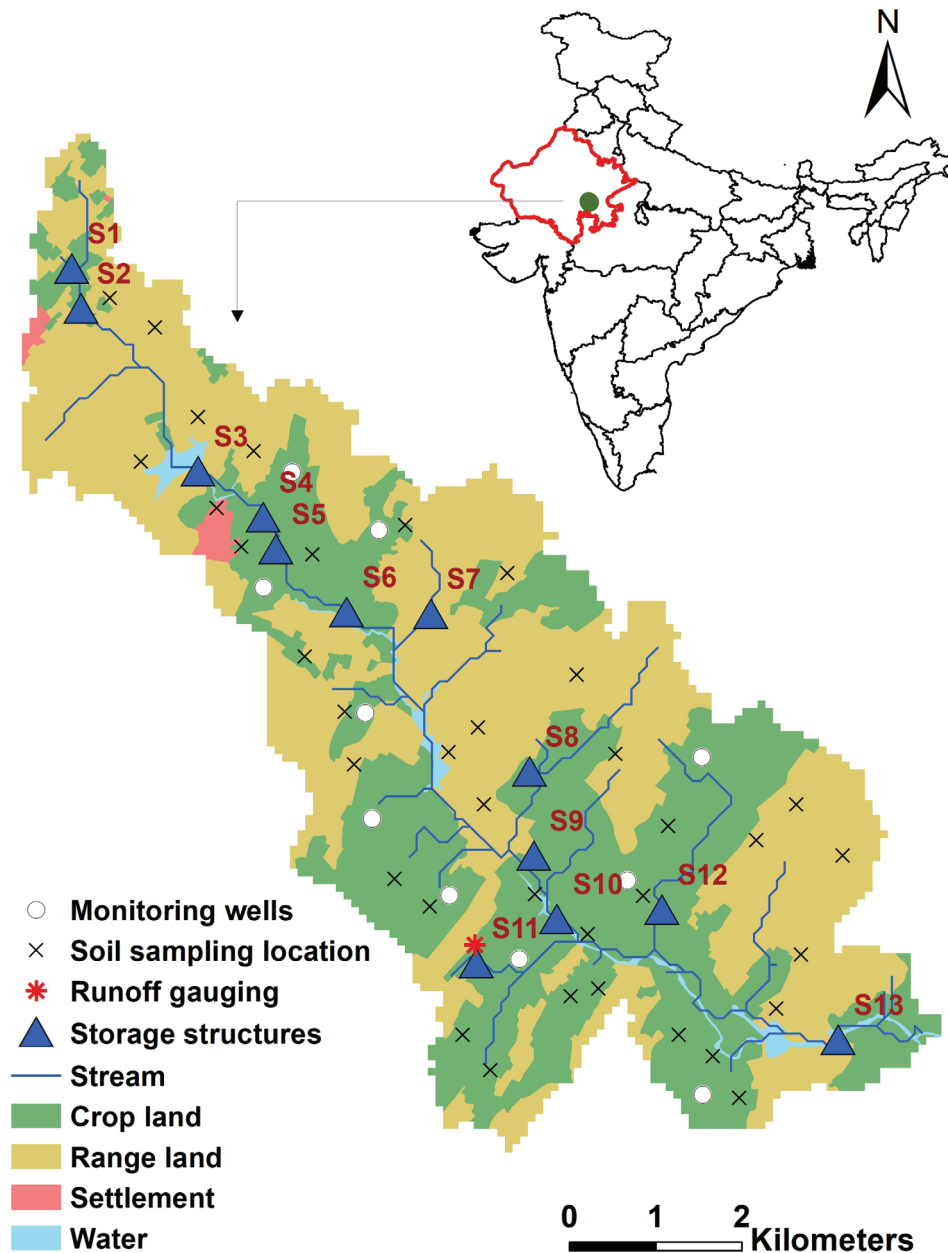 N
S1
S2
S3
S4
S5
S6
S7
S8
S9
S10
S12
S11
S13
Monitoring wells
Soil sampling location
Runoff gauging
Storage structures
Stream
Crop land
Range land
Settlement
Water
0 1 2
Kilometers